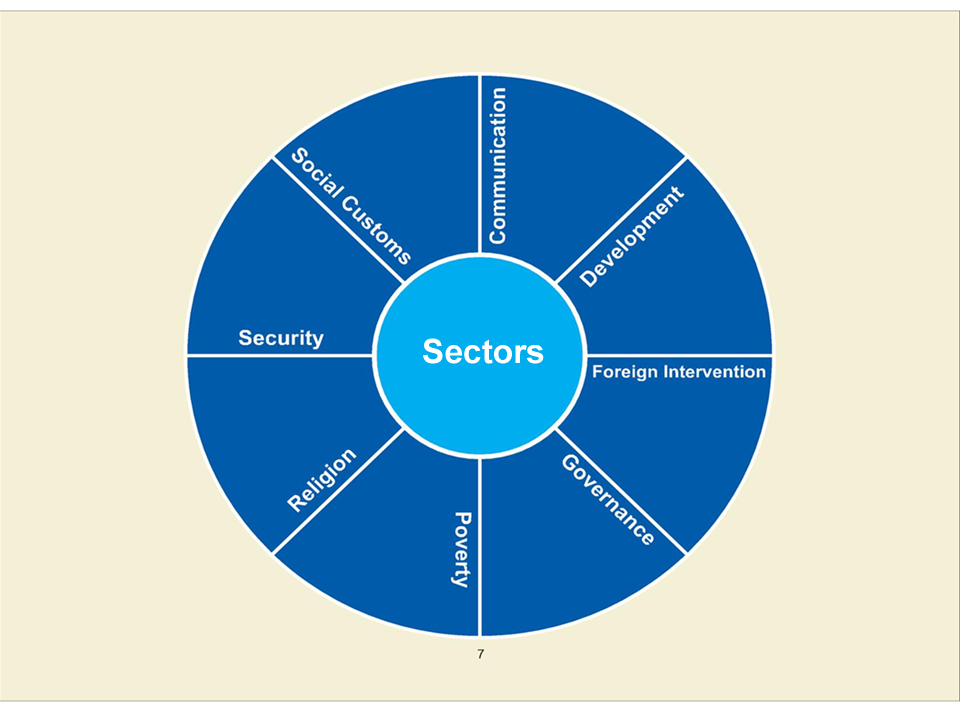 Communication
Development
Foreign Intervention
Governance
Poverty
Religion
Security
Social Customs
Sectors
7